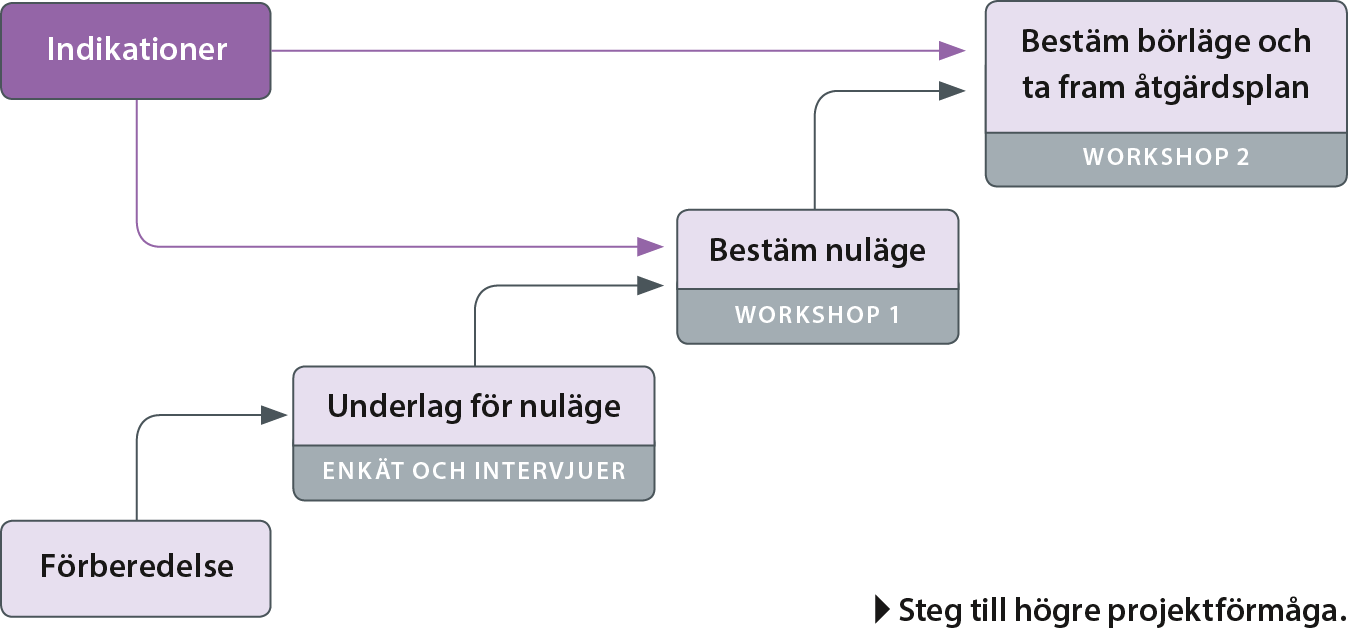 Indikationer
Bestäm börläge och
ta fram åtgärdsplan
WORKSHOP 2
Bestäm nuläge
WORKSHOP 1
Underlag för nuläge
ENKÄT OCH INTERVJUER
Förberedelse
Steg till högre projektförmåga.